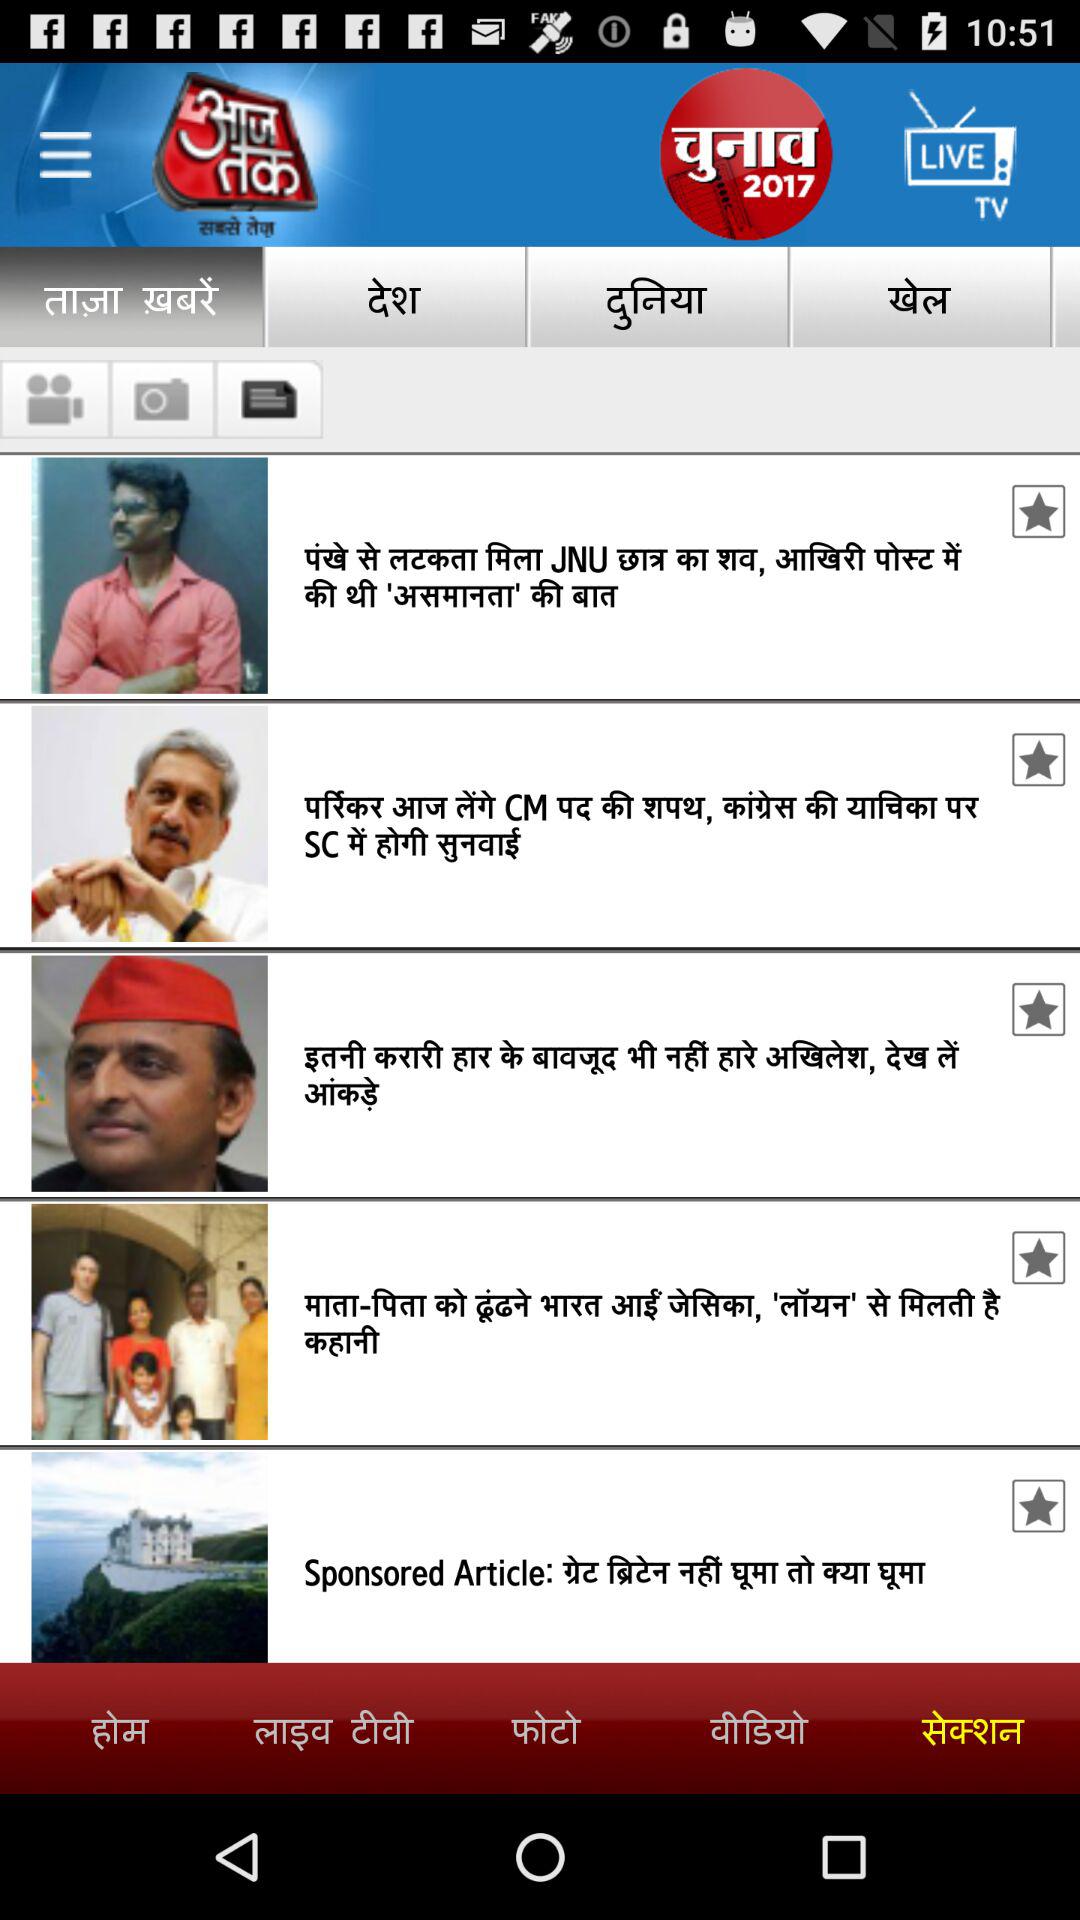 FAKE
10:51
आज
तक
सबसे तेज़
चुनाव
2017
LIVE
TV
ताज़ा ख़बरें
देश
दुनिया
खेल
पंखे से लटकता मिला JNU छात्र का शव, आखिरी पोस्ट में
की थी 'असमानता' की बात
पर्रिकर आज लेंगे CM पद की शपथ, कांग्रेस की याचिका पर
SC में होगी सुनवाई
इतनी करारी हार के बावजूद भी नहीं हारे अखिलेश, देख लें
आंकड़े
माता-पिता को ढूंढने भारत आईं जेसिका, 'लॉयन' से मिलती है
कहानी
Sponsored Article: ग्रेट ब्रिटेन नहीं घूमा तो क्या घूमा
होम
लाइव टीवी
फोटो
वीडियो
सेक्शन